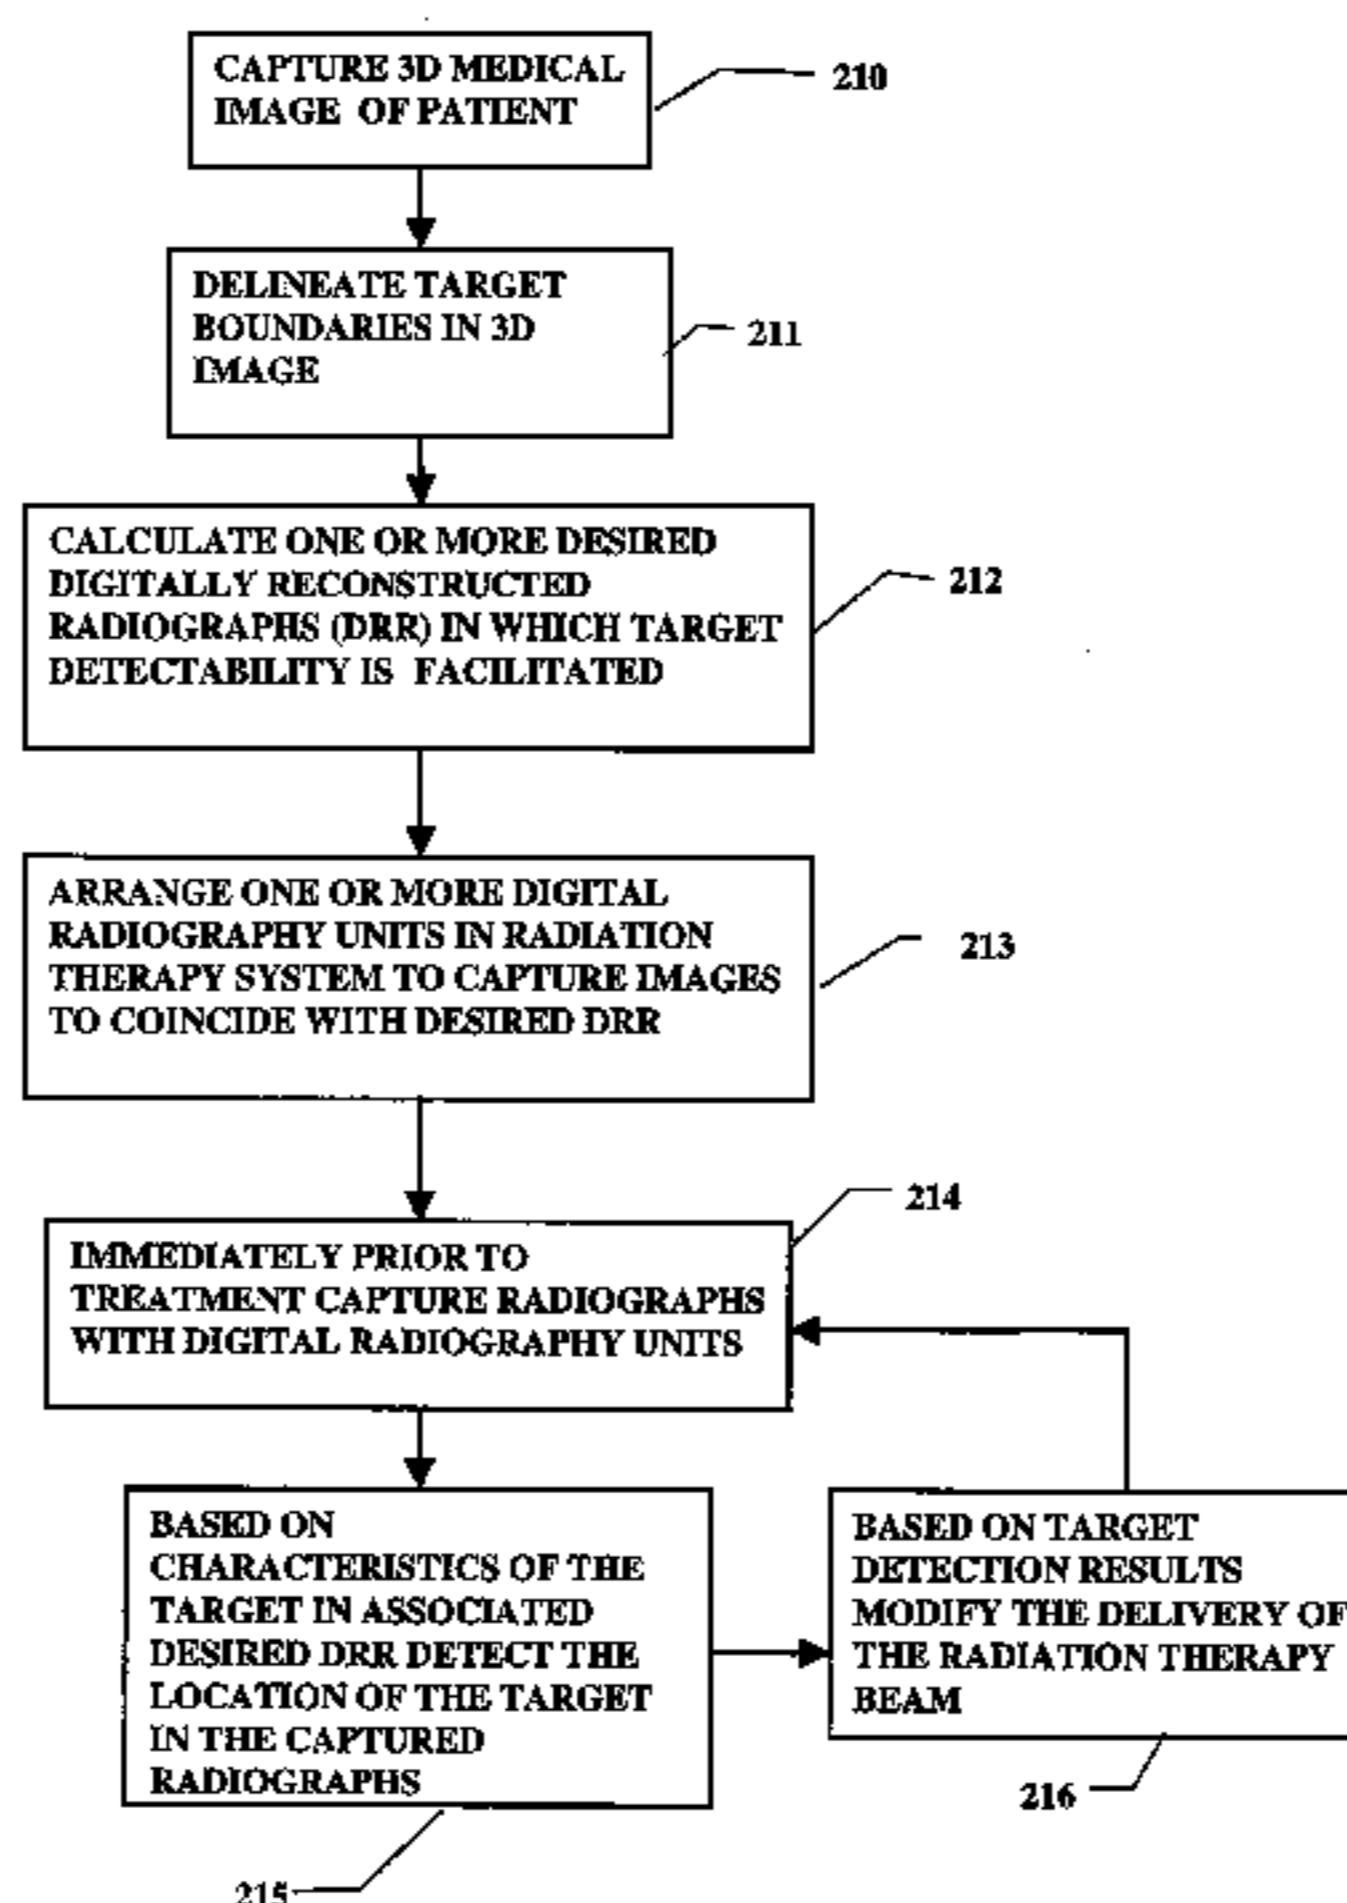 CAPTURE 3D MEDICAL
IMAGE OF PATIENT
210
DELINEATE TARGET
BOUNDARIES IN 3D
IMAGE
211
CALCULATE ONE OR MORE DESIRED
DIGITALLY RECONSTRUCTED
RADIOGRAPHS (DRR) IN WHICH TARGET
DETECTABILITY IS FACILITATED
212
ARRANGE ONE OR MORE DIGITAL
RADIOGRAPHY UNITS IN RADIATION
THERAPY SYSTEM TO CAPTURE IMAGES
TO COINCIDE WITH DESIRED DRR
213
IMMEDIATELY PRIOR TO
TREATMENT CAPTURE RADIOGRAPHS
WITH DIGITAL RADIOGRAPHY UNITS
214
BASED ON
CHARACTERISTICS OF THE
TARGET IN ASSOCIATED
DESIRED DRR DETECT THE
LOCATION OF THE TARGET
IN THE CAPTURED
RADIOGRAPHS
215
BASED ON TARGET
DETECTION RESULTS
MODIFY THE DELIVERY OF
THE RADIATION THERAPY
BEAM
216